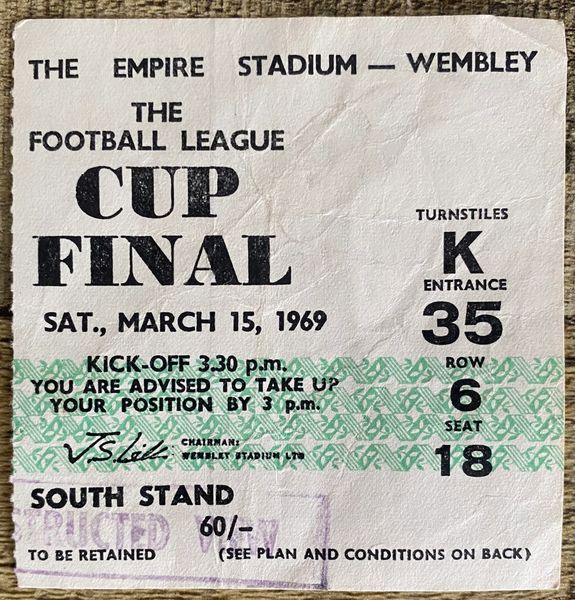 THE EMPIRE STADIUM — WEMBLEY
THE
FOOTBALL LEAGUE
CUP
FINAL
SAT., MARCH 15, 1969
KICK-OFF 3.30 p.m.
YOU ARE ADVISED TO TAKE UP
YOUR POSITION BY 3 p.m.
CHAIRMAN:
WEMBLEY STADIUM LTD
TURNSTILES
K
ENTRANCE
35
ROW
6
SEAT
18
SOUTH STAND
60/–
STRUCTED VIEW
TO BE RETAINED (SEE PLAN AND CONDITIONS ON BACK)